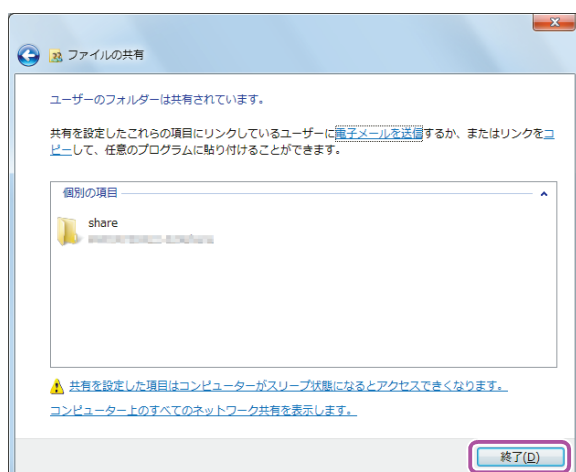 ファイルの共有
ユーザーのフォルダーは共有されています。
共有を設定したこれらの項目にリンクしているユーザーに電子メールを送信するか、またはリンクをコ
ピーして、任意のプログラムに貼り付けることができます。
個別の項目
share
共有を設定した項目はコンピューターがスリープ状態になるとアクセスできくなります。
コンピューター上のすべてのネットワーク共有を表示します。
終了(D)